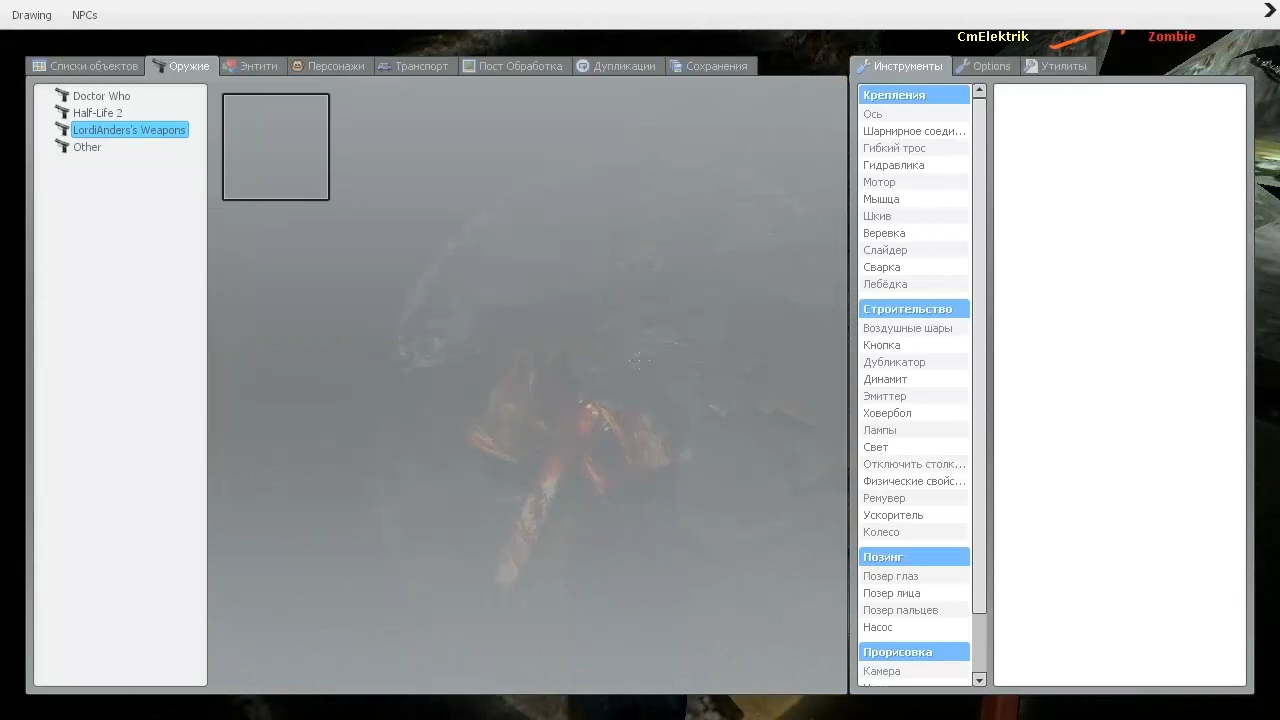 Drawing NPCs
CmElektrik Zombie
Списки объектов Оружие Энтити Персонажи Транспорт Пост Обработка Дупликации Сохранения
Doctor Who
Half-Life 2
LordiAnders's Weapons
Other
Инструменты Options Утилиты
Крепления
Ось
Шарнирное соеди...
Гибкий трос
Гидравлика
Мотор
Мышца
Шкив
Веревка
Слайдер
Сварка
Лебёдка
Строительство
Воздушные шары
Кнопка
Дубликатор
Динамит
Эмиттер
Ховербол
Лампы
Свет
Отключить столк...
Физические свойс...
Ремувер
Ускоритель
Колесо
Позинг
Позер глаз
Позер лица
Позер пальцев
Насос
Прорисовка
Камера